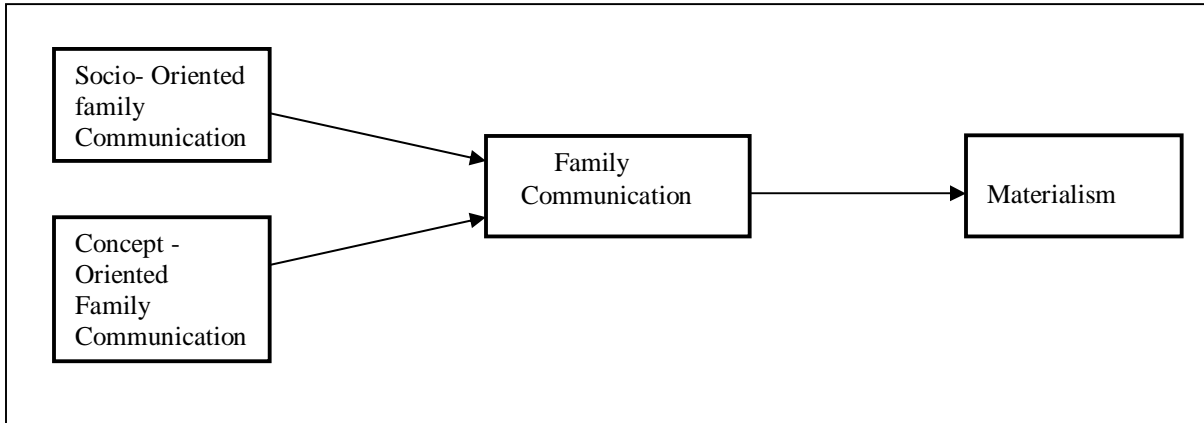 Socio- Oriented
family
Communication
Family
Communication
Materialism
Concept -
Oriented
Family
Communication